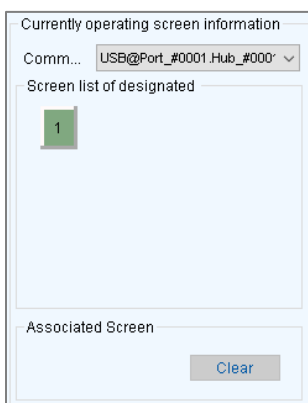 Currently operating screen information
Comm... USB@Port_#0001.Hub_#000
Screen list of designated
1
Associated Screen
Clear